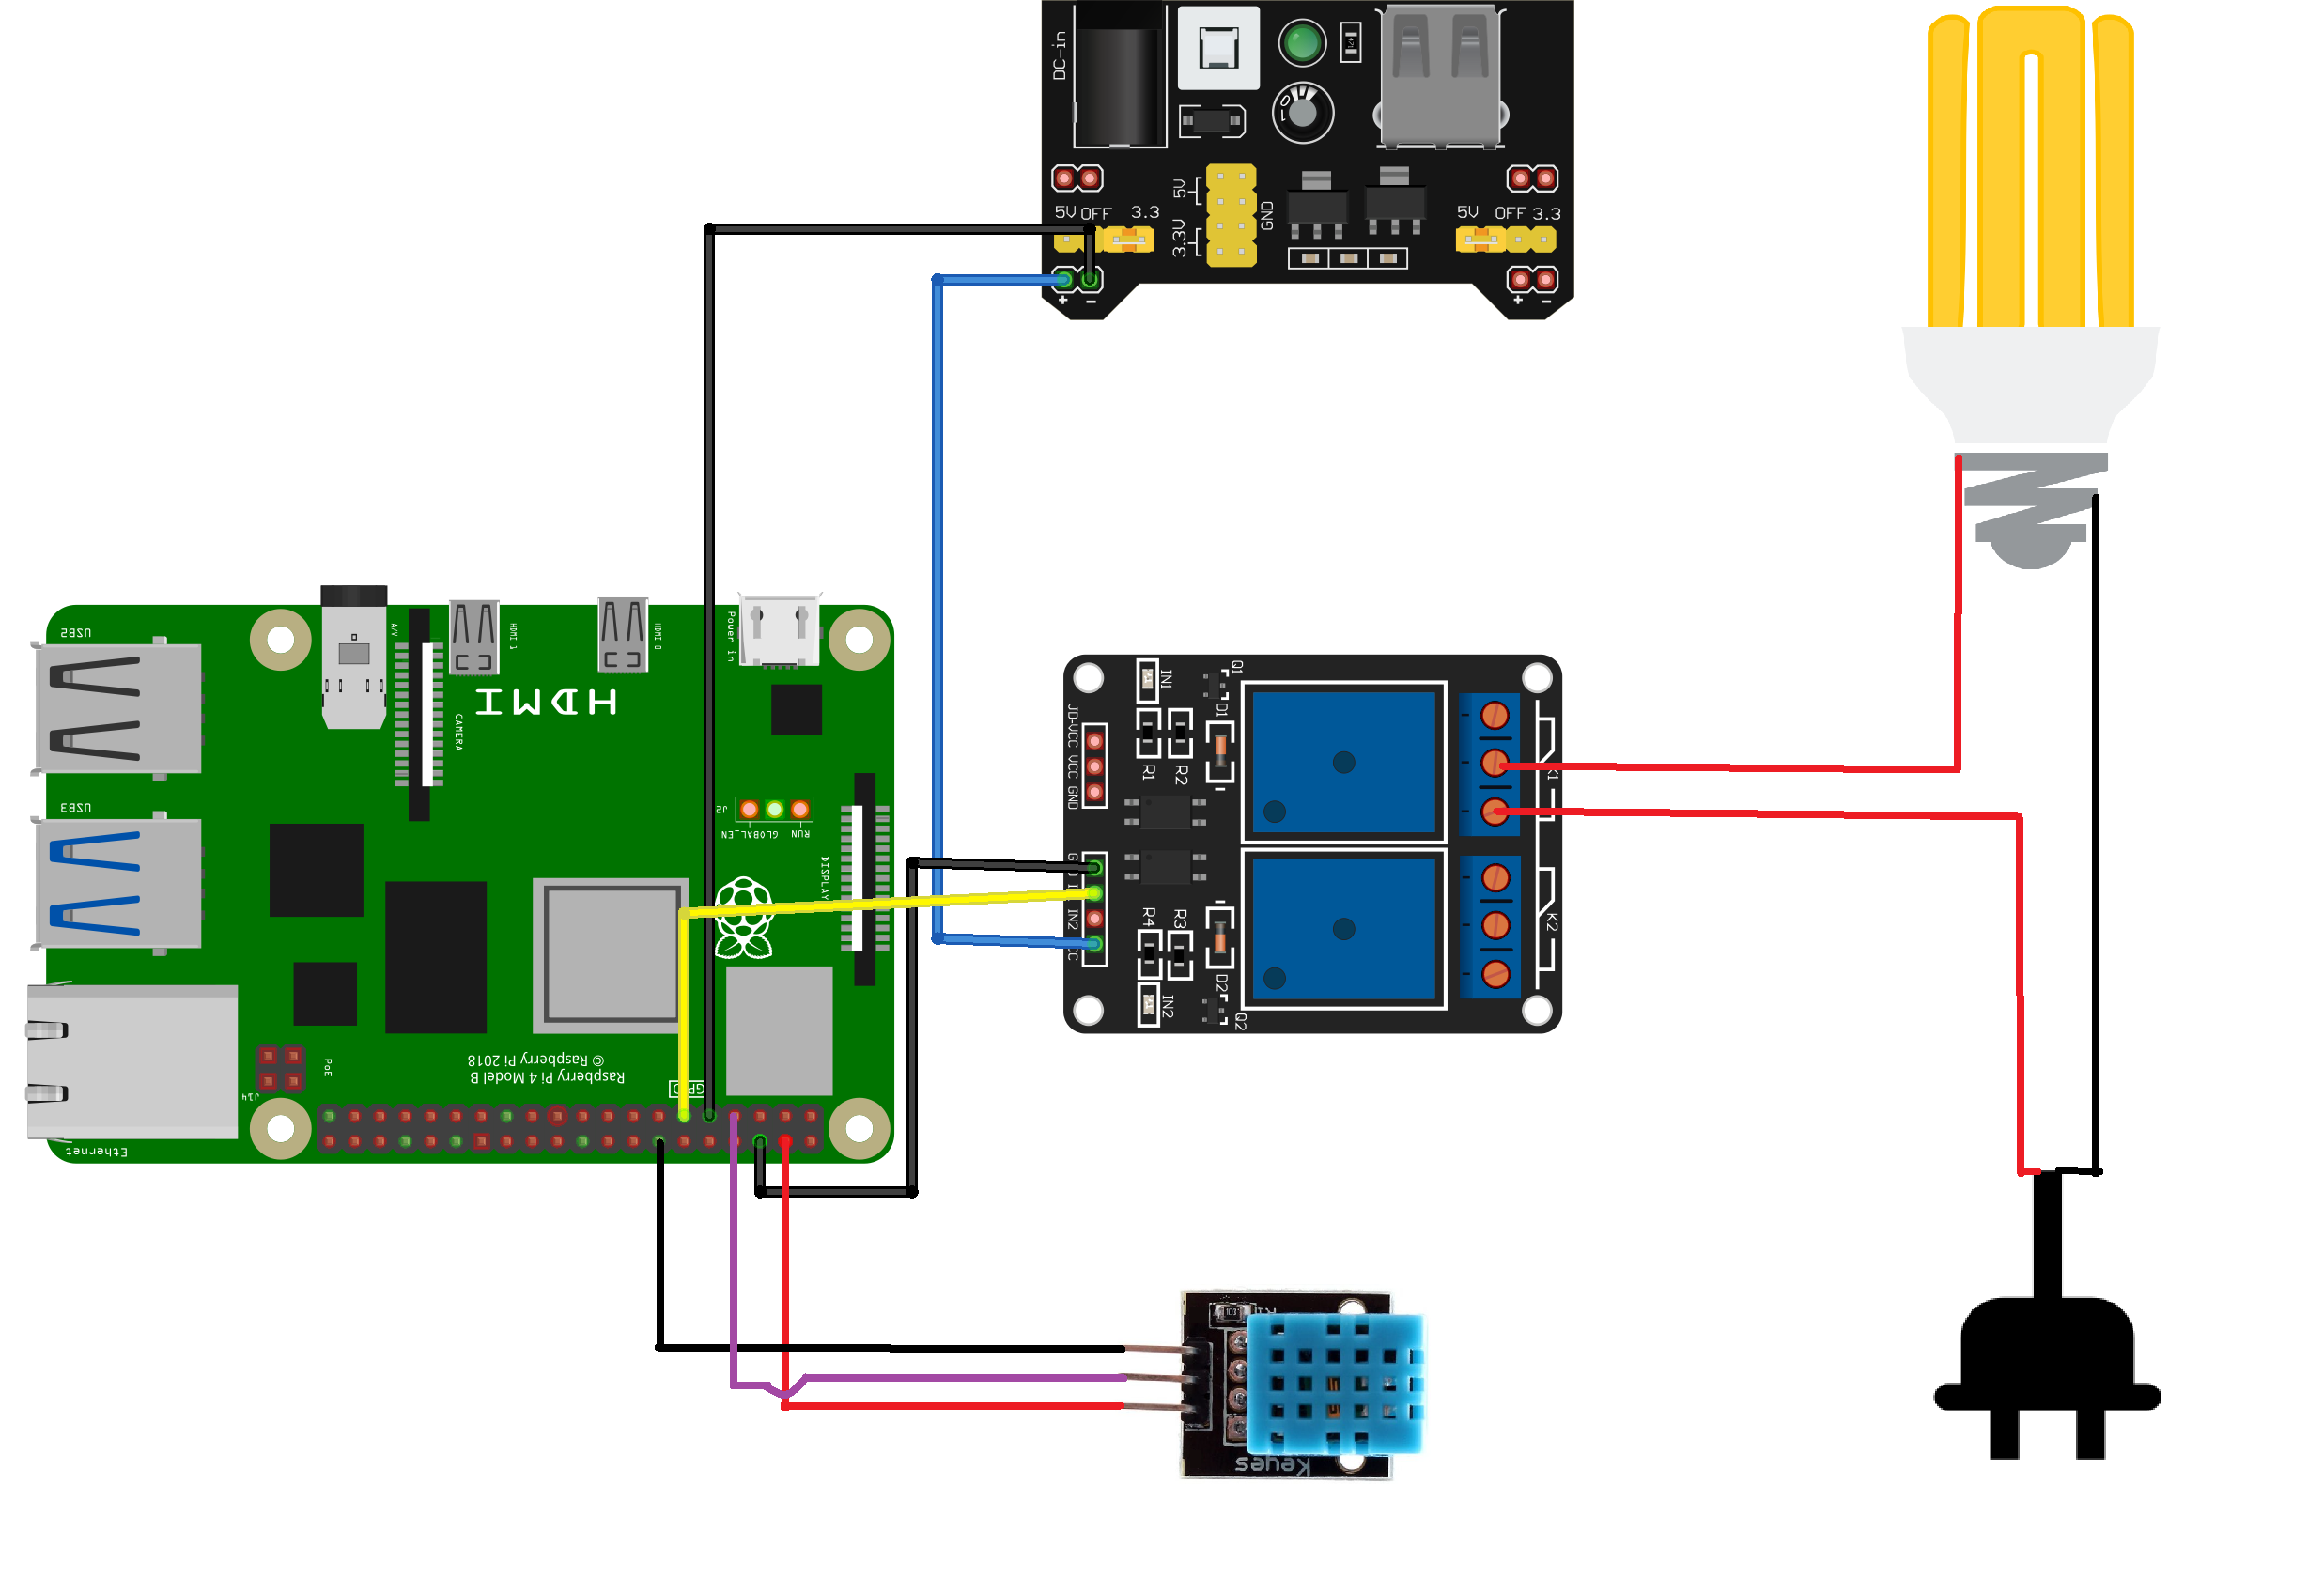 DC-in
5V
3.3V
GND
5V OFF 3.3
5V OFF 3.3
+ -
+ -
USB2
A/V
HDMI 1
HDMI 0
Power in
HDMI
CAMERA
USB3
J2
GLOBAL_EN
RUN
DISPLAY
PoE
J14
© Raspberry Pi 2018
Raspberry Pi 4 Model B
GPIO
Ethernet
IN1
Q1
D1
JD-VCC VCC GND
R1
R2
K1
IN2
R4
R3
K2
D2
IN2
Q2
Keyes